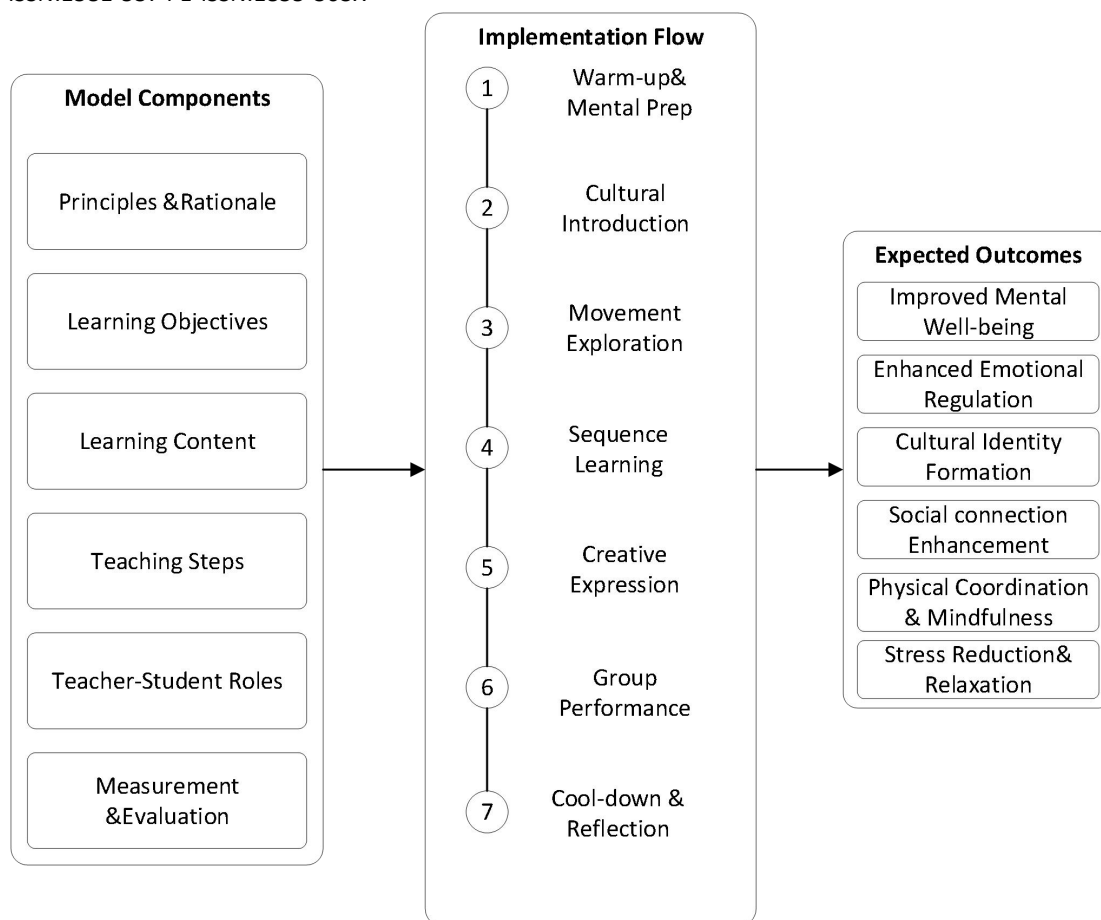 Model Components
Principles &Rationale
Learning Objectives
Learning Content
Teaching Steps
Teacher-Student Roles
Measurement
&Evaluation
Implementation Flow
1
Warm-up&
Mental Prep
2
Cultural
Introduction
3
Movement
Exploration
4
Sequence
Learning
5
Creative
Expression
6
Group
Performance
7
Cool-down &
Reflection
Expected Outcomes
Improved Mental
Well-being
Enhanced Emotional
Regulation
Cultural Identity
Formation
Social connection
Enhancement
Physical Coordination
& Mindfulness
Stress Reduction&
Relaxation